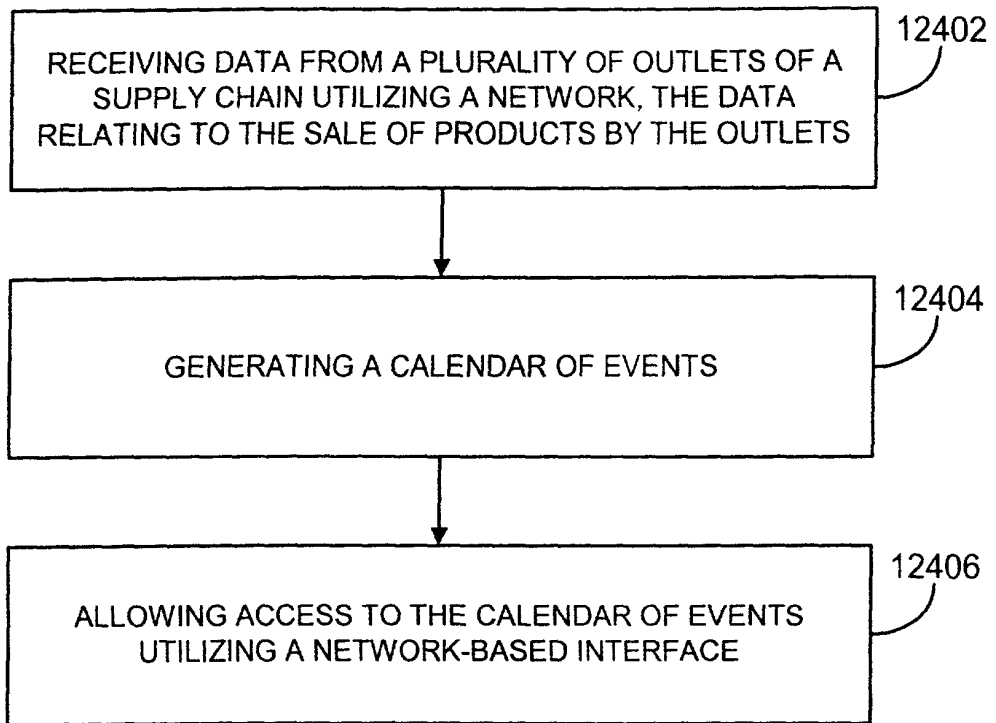 12402
RECEIVING DATA FROM A PLURALITY OF OUTLETS OF A
SUPPLY CHAIN UTILIZING A NETWORK, THE DATA
RELATING TO THE SALE OF PRODUCTS BY THE OUTLETS
12404
GENERATING A CALENDAR OF EVENTS
12406
ALLOWING ACCESS TO THE CALENDAR OF EVENTS
UTILIZING A NETWORK-BASED INTERFACE